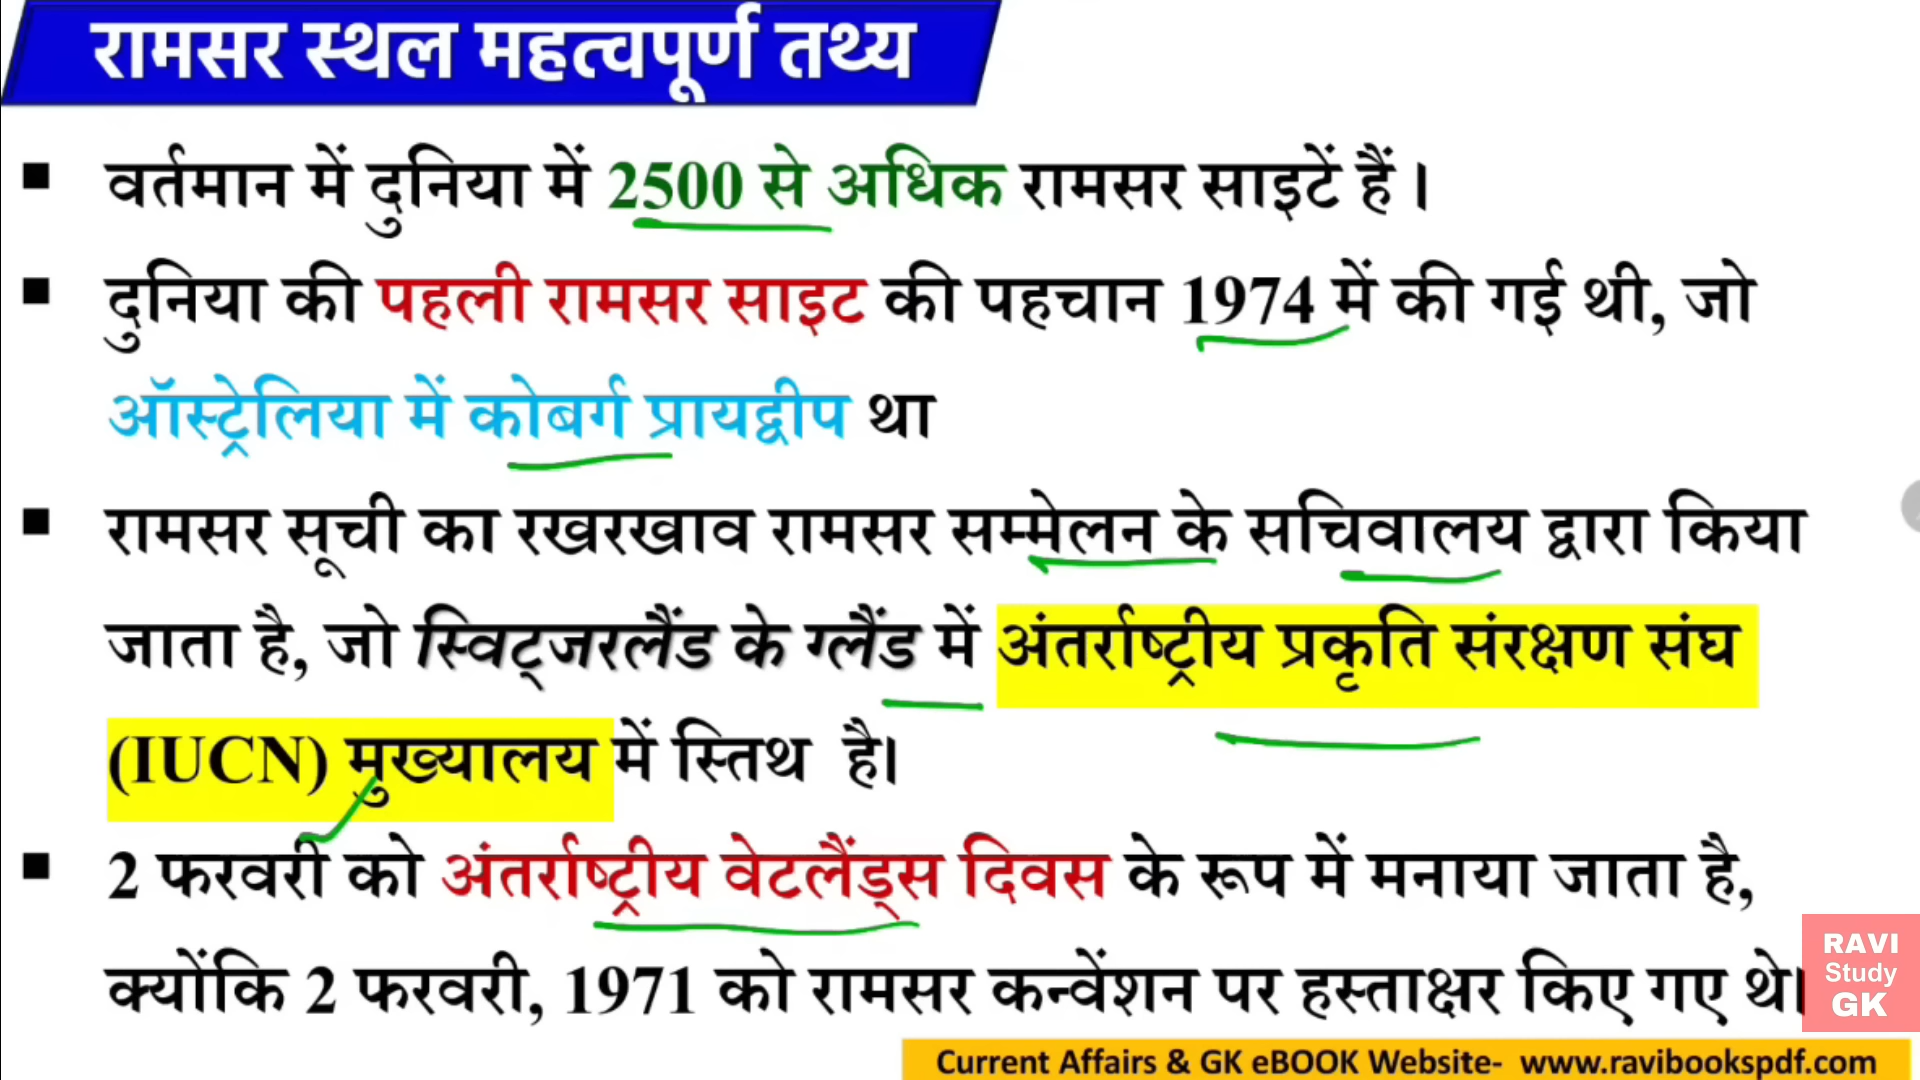 रामसर स्थल महत्वपूर्ण तथ्य
▪ वर्तमान में दुनिया में 2500 से अधिक रामसर साइटें हैं।
▪ दुनिया की पहली रामसर साइट की पहचान 1974 में की गई थी, जो
ऑस्ट्रेलिया में कोबर्ग प्रायद्वीप था
▪ रामसर सूची का रखरखाव रामसर सम्मेलन के सचिवालय द्वारा किया
जाता है, जो स्विट्जरलैंड के ग्लैंड में अंतर्राष्ट्रीय प्रकृति संरक्षण संघ
(IUCN) मुख्यालय में स्तिथ है।
▪ 2 फरवरी को अंतर्राष्ट्रीय वेटलैंड्स दिवस के रूप में मनाया जाता है,
क्योंकि 2 फरवरी, 1971 को रामसर कन्वेंशन पर हस्ताक्षर किए गए थे।
RAVI
Study
GK
Current Affairs & GK eBOOK Website- www.ravibookspdf.com